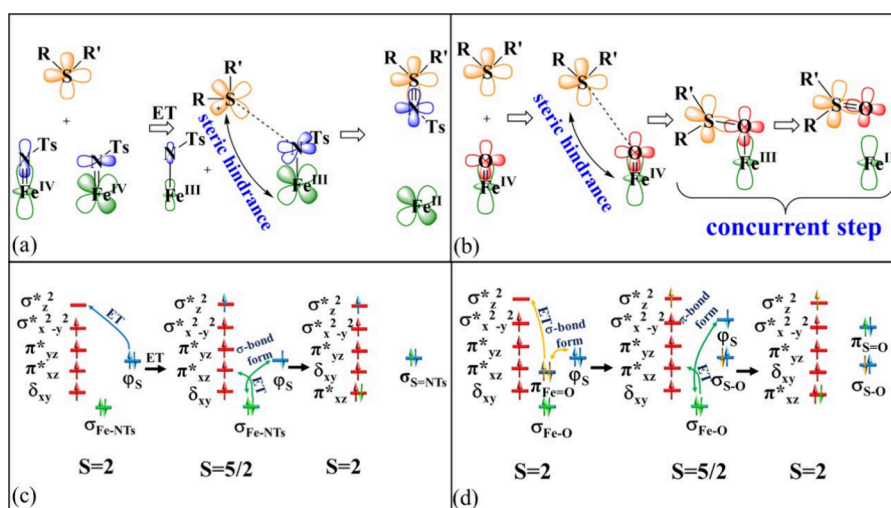 R R'
S
+
N Ts
Fe IV
N Ts
Fe IV
ET
N Ts
Fe III
+
R'
R S
+
steric hindrance
N Ts
Fe III
S
N
Ts
Fe II
(a)
R R'
S
+
O
Fe IV
R R'
S
steric hindrance
O
Fe IV
R'
S O
R
Fe III
R'
S O
R
Fe II
concurrent step
(b)
σ*z²
σ*x²-y²
π*yz
π*xz
δxy
ET
φS
σFe-NTs
S=2
ET
σ*z²
σ*x²-y²
π*yz
π*xz
δxy
σ-bond
form
ET
φS
σFe-NTs
S=5/2
σ*z²
σ*x²-y²
π*yz
δxy
π*xz
σS=NTs
S=2
(c)
σ*z²
σ*x²-y²
π*yz
π*xz
δxy
ET
σ-bond
form
πFe=O
φS
σFe-O
S=2
σ*z²
σ*x²-y²
π*yz
π*xz
δxy
π-bond
form
ET
φS
σS-O
σFe-O
S=5/2
σ*z²
σ*x²-y²
π*yz
δxy
π*xz
πS=O
σS-O
S=2
(d)